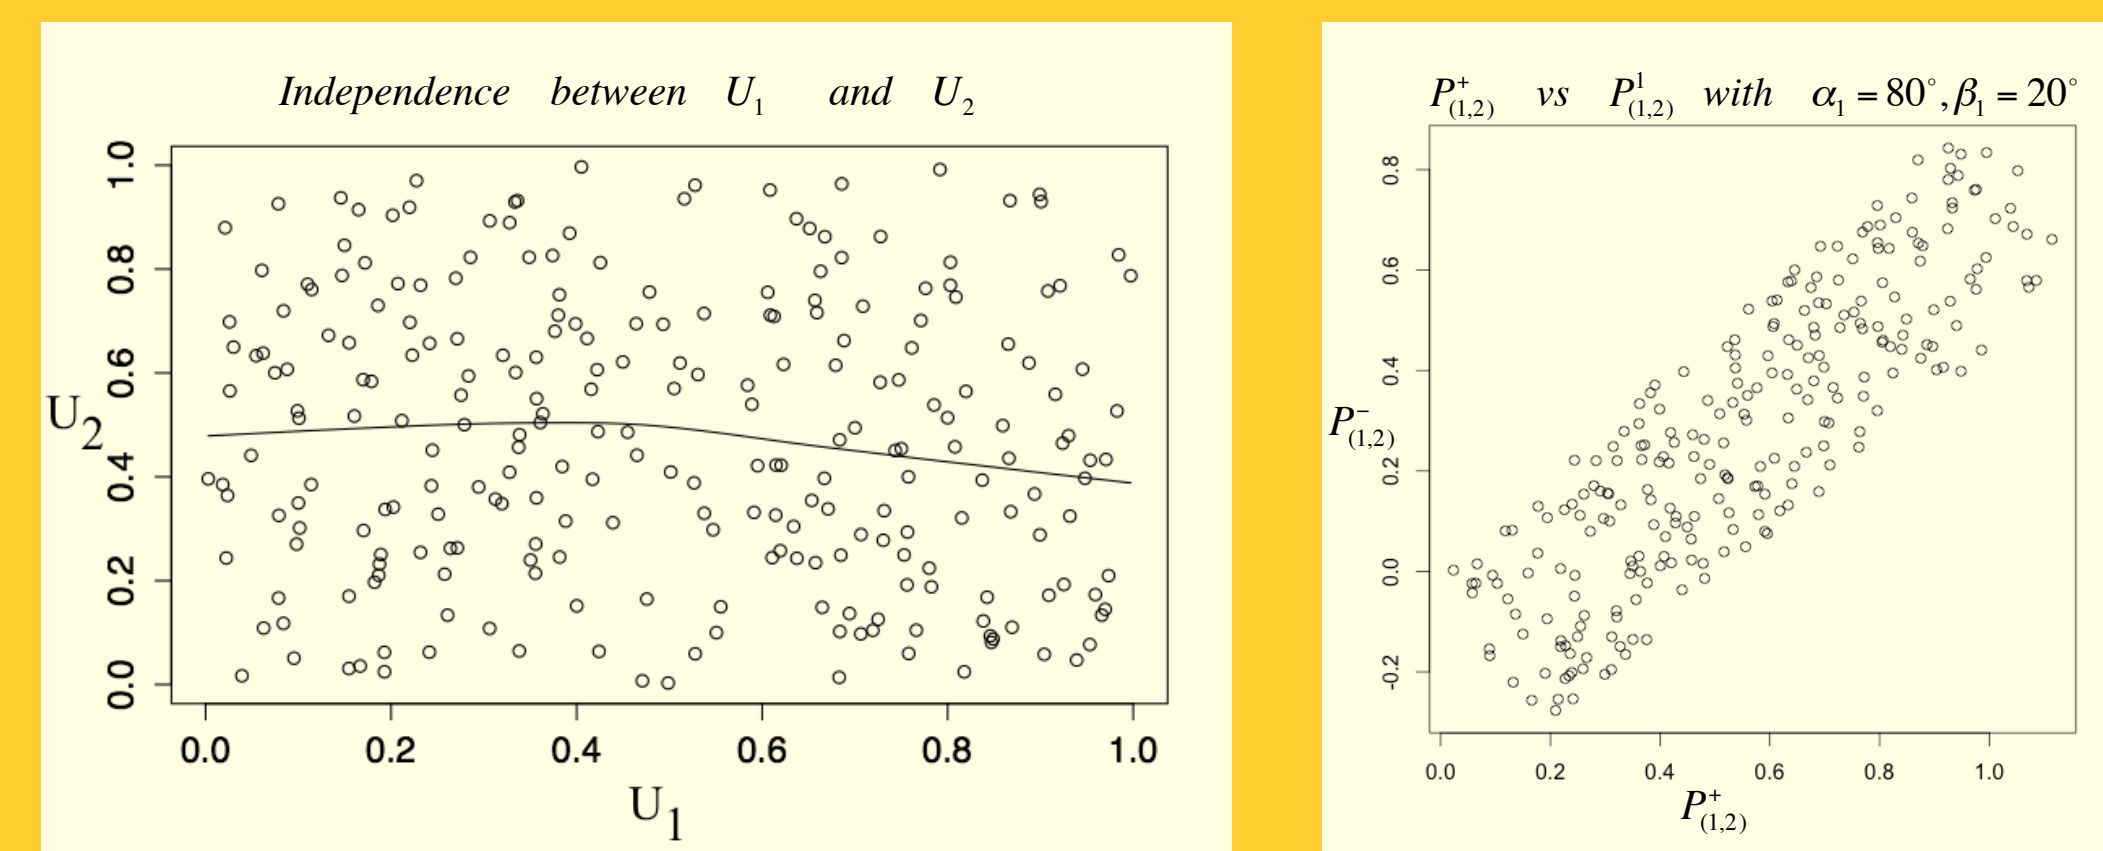 Independence between U₁ and U₂
1.0
0.8
0.6
0.4
0.2
0.0
U₂
0.0 0.2 0.4 0.6 0.8 1.0
U₁
P⁺₍₁,₂₎ vs P¹₍₁,₂₎ with α₁ = 80°, β₁ = 20°
0.8
0.6
0.4
0.2
0.0
-0.2
P⁻₍₁,₂₎
0.0 0.2 0.4 0.6 0.8 1.0
P⁺₍₁,₂₎